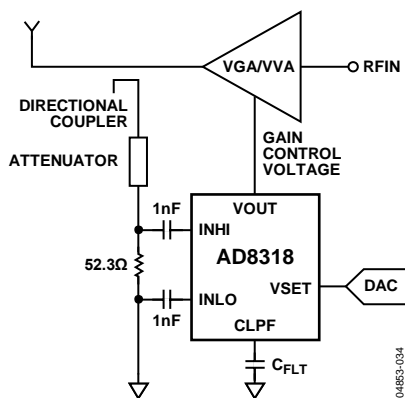 VGA/VVA
RFIN
DIRECTIONAL
COUPLER
ATTENUATOR
GAIN
CONTROL
VOLTAGE
1nF
INHI
VOUT
AD8318
52.3Ω
VSET
DAC
INLO
1nF
CLPF
CFLT
04853-034